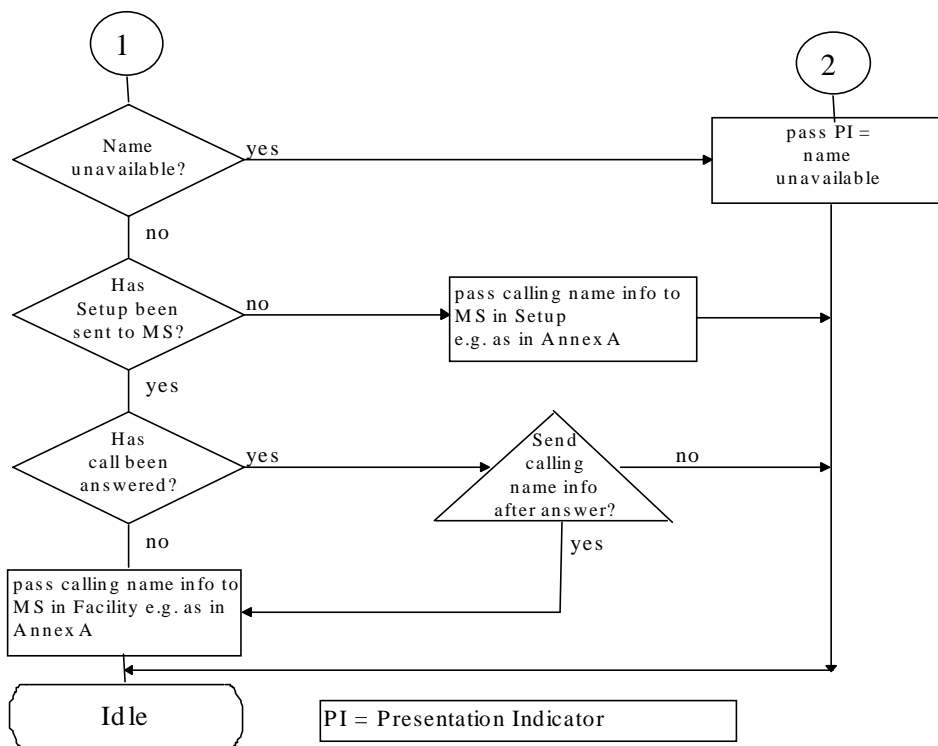 1
2
Name
unavailable?
yes
pass PI =
name
unavailable
no
Has
Setup been
sent to MS?
no
pass calling name info to
MS in Setup
e.g. as in Annex A
yes
Has
call been
answered?
yes
Send
calling
name info
after answer?
no
yes
no
pass calling name info to
MS in Facility e.g. as in
Annex A
Idle
PI = Presentation Indicator